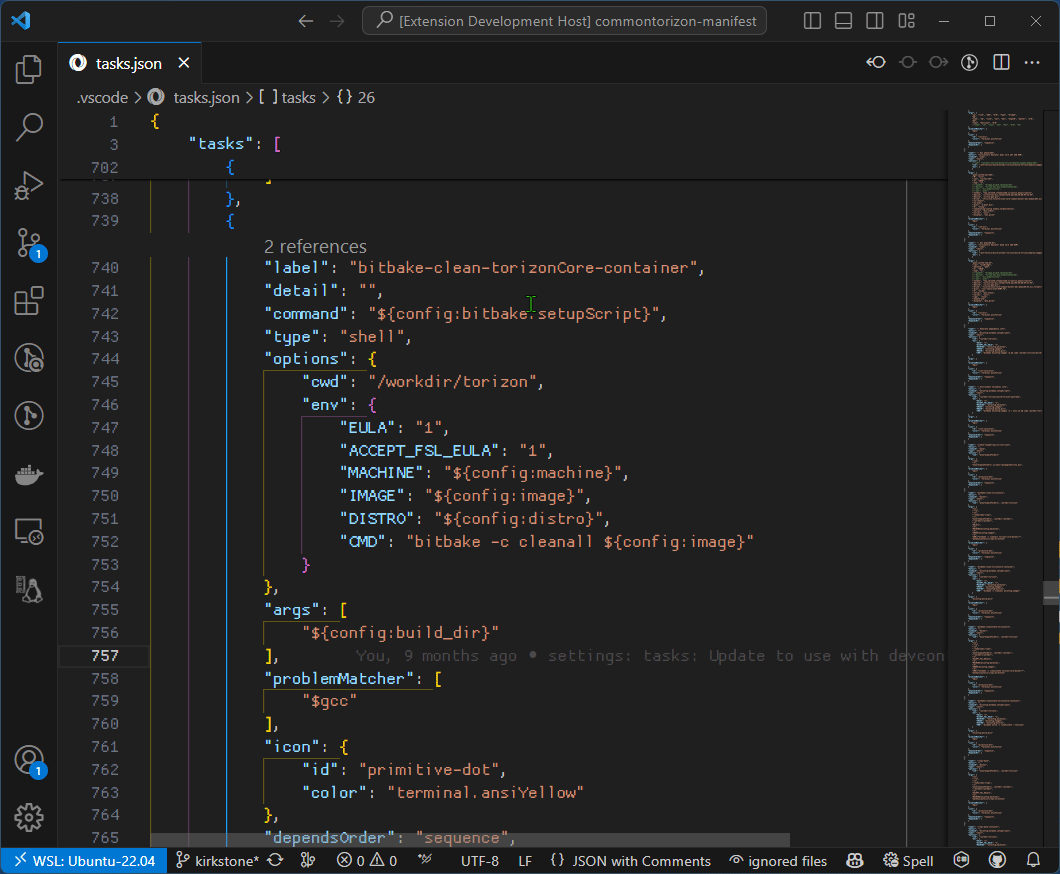 [Extension Development Host] commontorizon-manifest
tasks.json
.vscode > tasks.json > [ ] tasks > {} 26
1 {
3 "tasks": [
702 {
738 },
739 {
2 references
740 "label": "bitbake-clean-torizonCore-container",
741 "detail": "",
742 "command": "${config:bitbake.setupScript}",
743 "type": "shell",
744 "options": {
745 "cwd": "/workdir/torizon",
746 "env": {
747 "EULA": "1",
748 "ACCEPT_FSL_EULA": "1",
749 "MACHINE": "${config:machine}",
750 "IMAGE": "${config:image}",
751 "DISTRO": "${config:distro}",
752 "CMD": "bitbake -c cleanall ${config:image}"
753 }
754 },
755 "args": [
756 "${config:build_dir}"
757 ], You, 9 months ago • settings: tasks: Update to use with devcon
758 "problemMatcher": [
759 "$gcc"
760 ],
761 "icon": {
762 "id": "primitive-dot",
763 "color": "terminal.ansiYellow"
764 },
765 "dependsOrder": "sequence",
1
1
WSL: Ubuntu-22.04 kirkstone* 0 0 UTF-8 LF {} JSON with Comments ignored files Spell